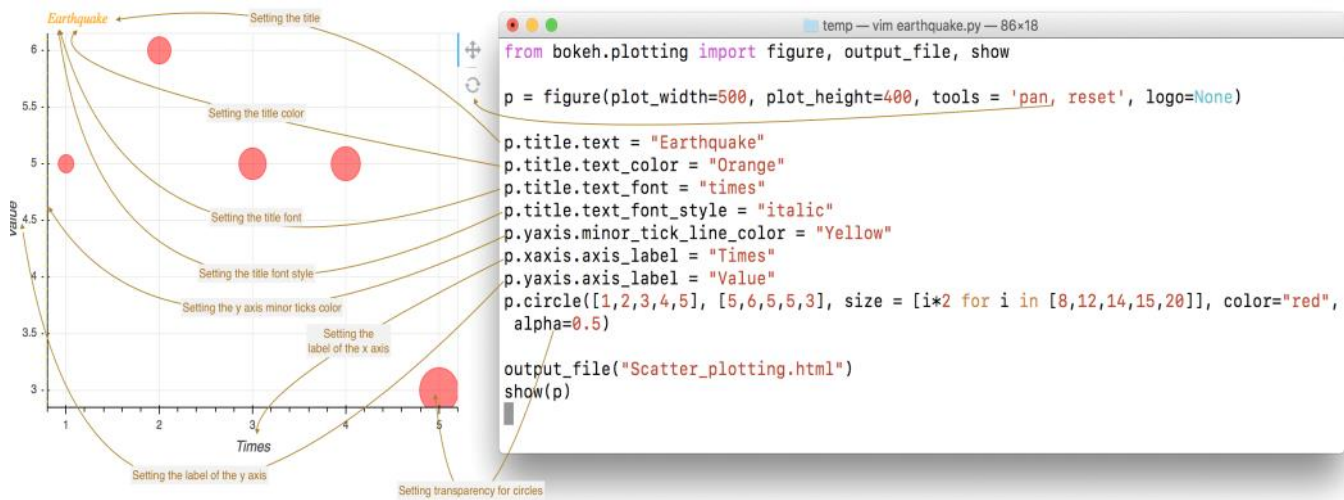 Earthquake
Setting the title
6
5.5
Setting the title color
5
Setting the title font
Value
4.5
Setting the title font style
4
Setting the y axis minor ticks color
3.5
Setting the
label of the x axis
3
1
2
3
4
5
Times
Setting the label of the y axis
Setting transparency for circles
temp — vim earthquake.py — 86×18
from bokeh.plotting import figure, output_file, show
p = figure(plot_width=500, plot_height=400, tools = 'pan, reset', logo=None)
p.title.text = "Earthquake"
p.title.text_color = "Orange"
p.title.text_font = "times"
p.title.text_font_style = "italic"
p.yaxis.minor_tick_line_color = "Yellow"
p.xaxis.axis_label = "Times"
p.yaxis.axis_label = "Value"
p.circle([1,2,3,4,5], [5,6,5,5,3], size = [i*2 for i in [8,12,14,15,20]], color="red",
alpha=0.5)
output_file("Scatter_plotting.html")
show(p)